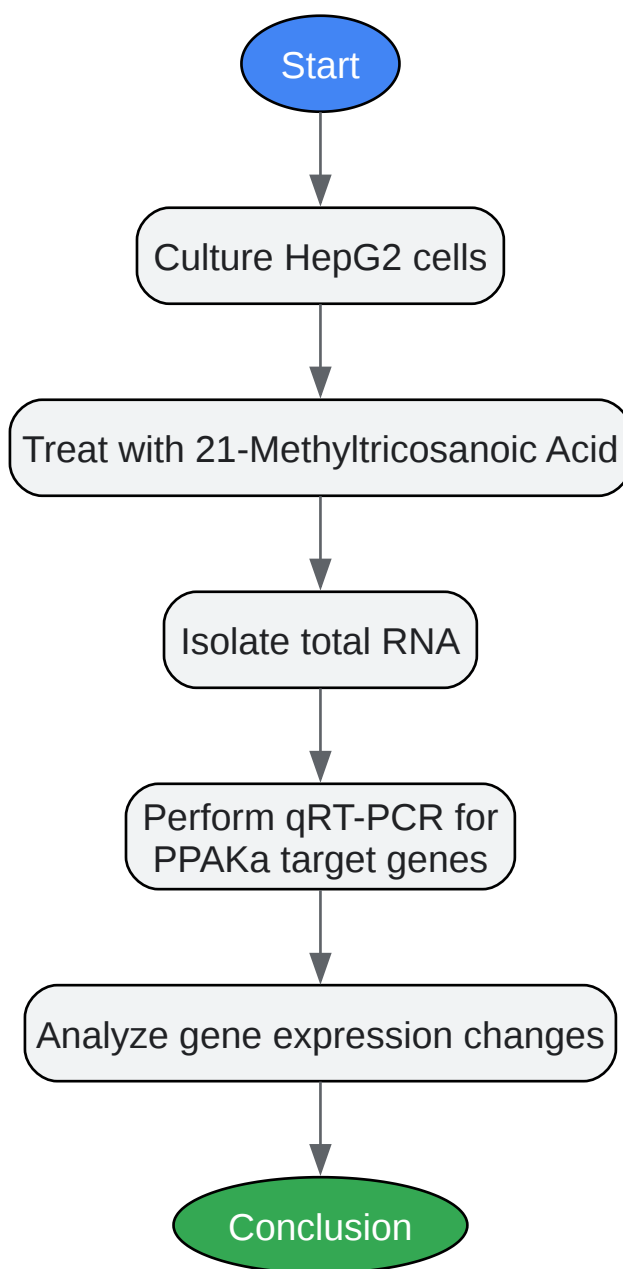 Start
Culture HepG2 cells
Treat with 21-Methyltricosanoic Acid
Isolate total RNA
Perform qRT-PCR for
PPAKa target genes
Analyze gene expression changes
Conclusion